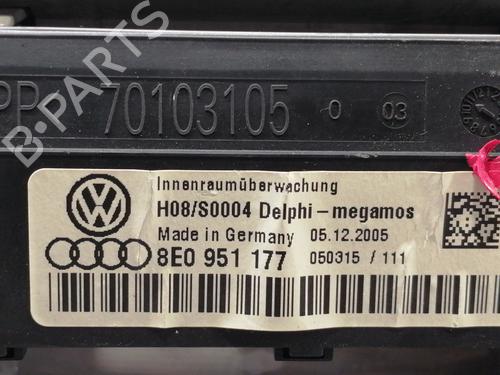 B-PARTS
PP 70103105 0 03
Innenraumüberwachung
H08/S0004 Delphi-megamos
Made in Germany 05.12.2005
8E0 951 177 050315 / 111